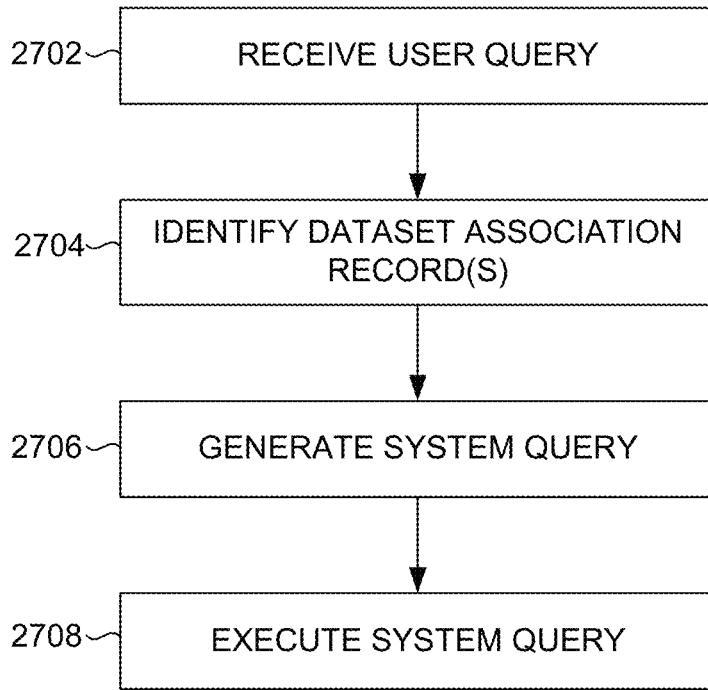 2702
RECEIVE USER QUERY
2704
IDENTIFY DATASET ASSOCIATION
RECORD(S)
2706
GENERATE SYSTEM QUERY
2708
EXECUTE SYSTEM QUERY